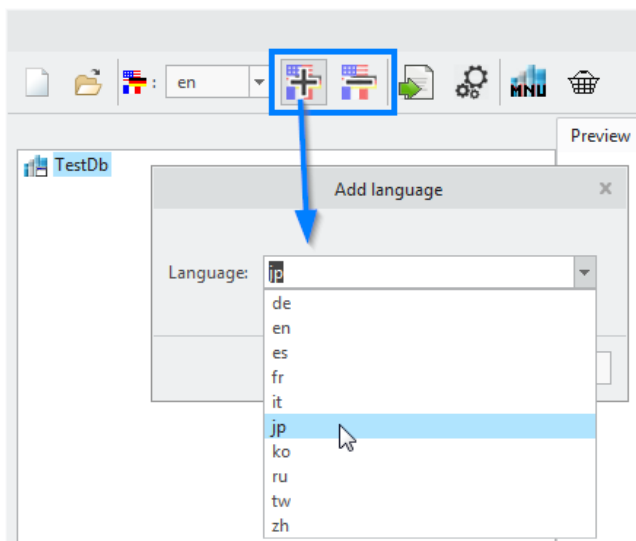 : en
MNU
Preview
TestDb
Add language
Language: jp
de
en
es
fr
it
jp
ko
ru
tw
zh